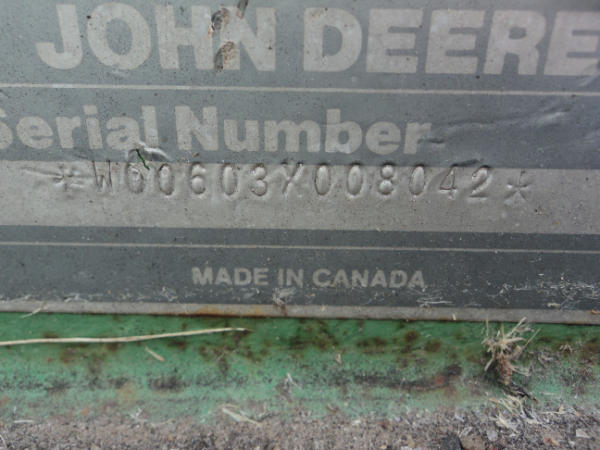 JOHN DEERE
Serial Number
*W00603X008042*
MADE IN CANADA